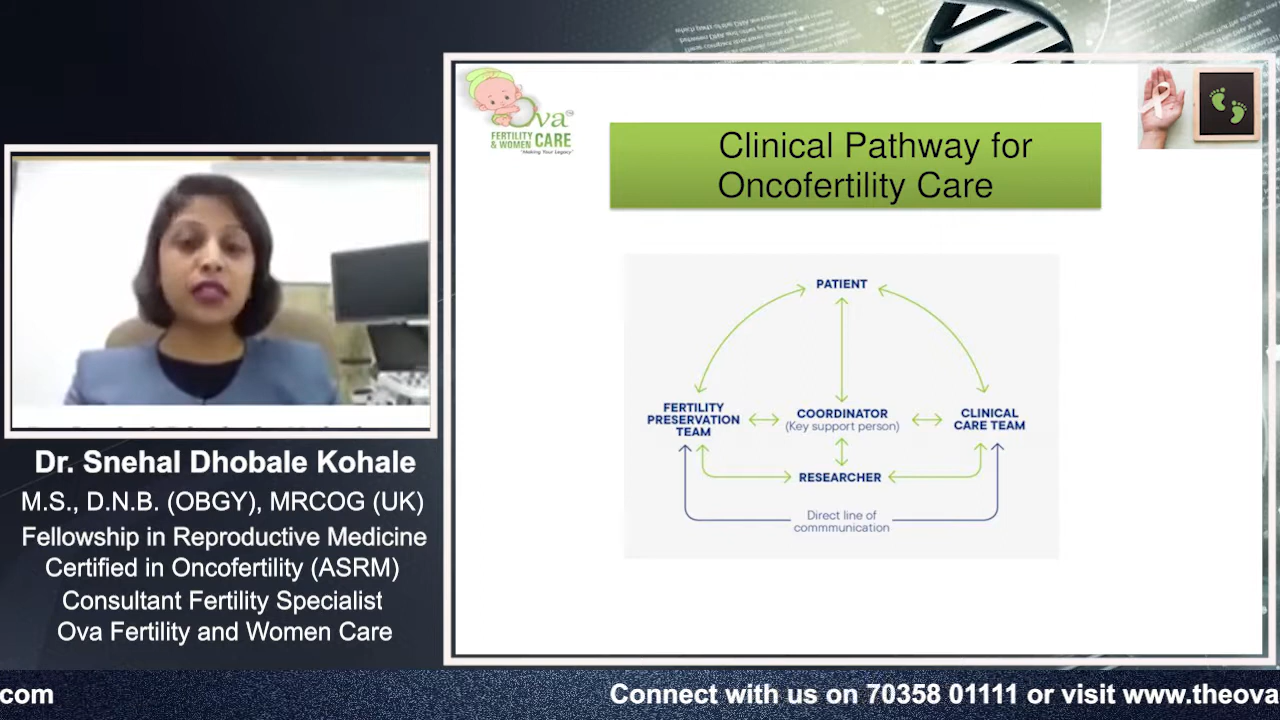 Ova
FERTILITY
& WOMEN CARE
"Making Your Legacy"
Clinical Pathway for
Oncofertility Care
PATIENT
FERTILITY
PRESERVATION
TEAM
COORDINATOR
(Key support person)
CLINICAL
CARE TEAM
RESEARCHER
Direct line of
commmunication
Dr. Snehal Dhobale Kohale
M.S., D.N.B. (OBGY), MRCOG (UK)
Fellowship in Reproductive Medicine
Certified in Oncofertility (ASRM)
Consultant Fertility Specialist
Ova Fertility and Women Care
.com
Connect with us on 70358 01111 or visit www.theova